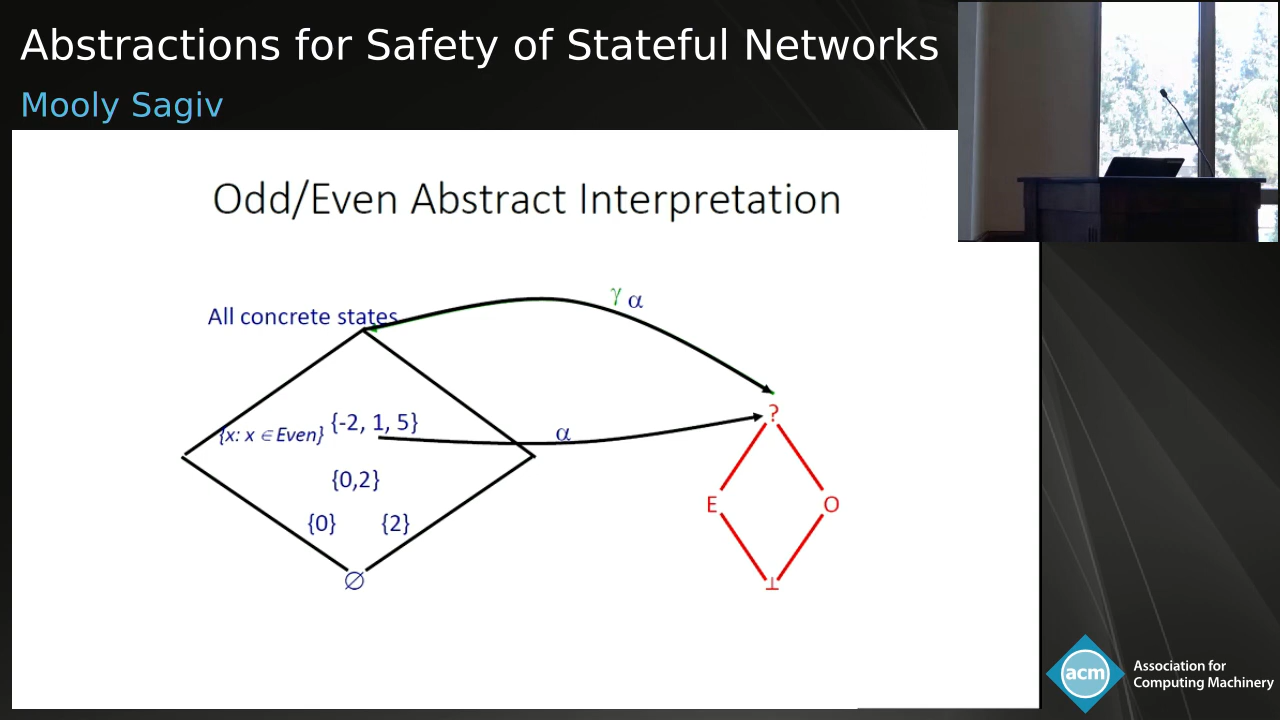 Abstractions for Safety of Stateful Networks
Mooly Sagiv
Odd/Even Abstract Interpretation
γ α
All concrete states
?
{-2, 1, 5}
{x: x ∈ Even}
α
{0,2}
E
O
{0}
{2}
∅
⊥
acm
Association for
Computing Machinery